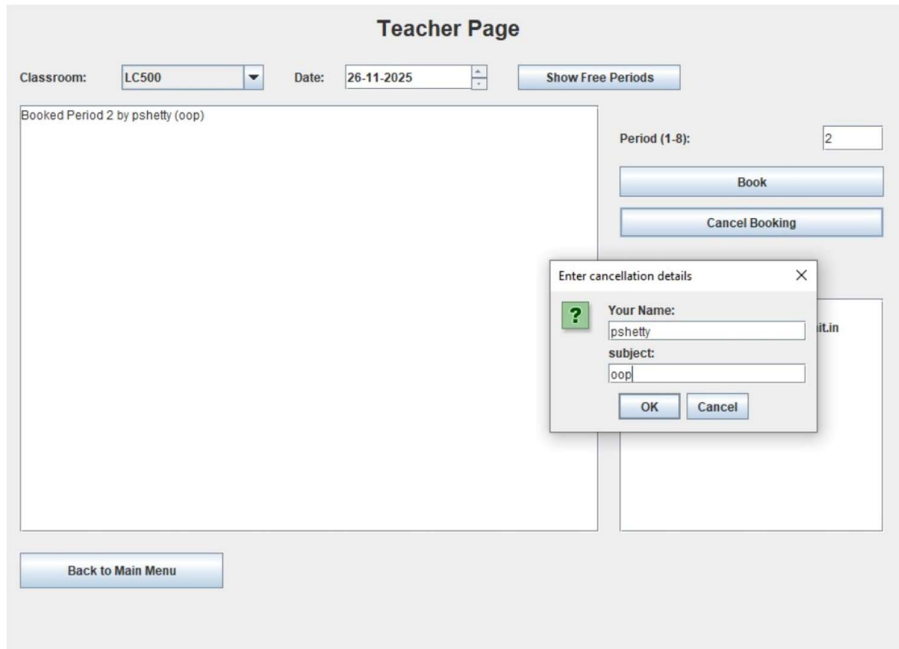 Teacher Page
Classroom: LC500 Date: 26-11-2025 Show Free Periods
Booked Period 2 by pshetty (oop)
Period (1-8): 2
Book
Cancel Booking
Enter cancellation details
Your Name:
pshetty
subject:
oop
OK Cancel
Back to Main Menu